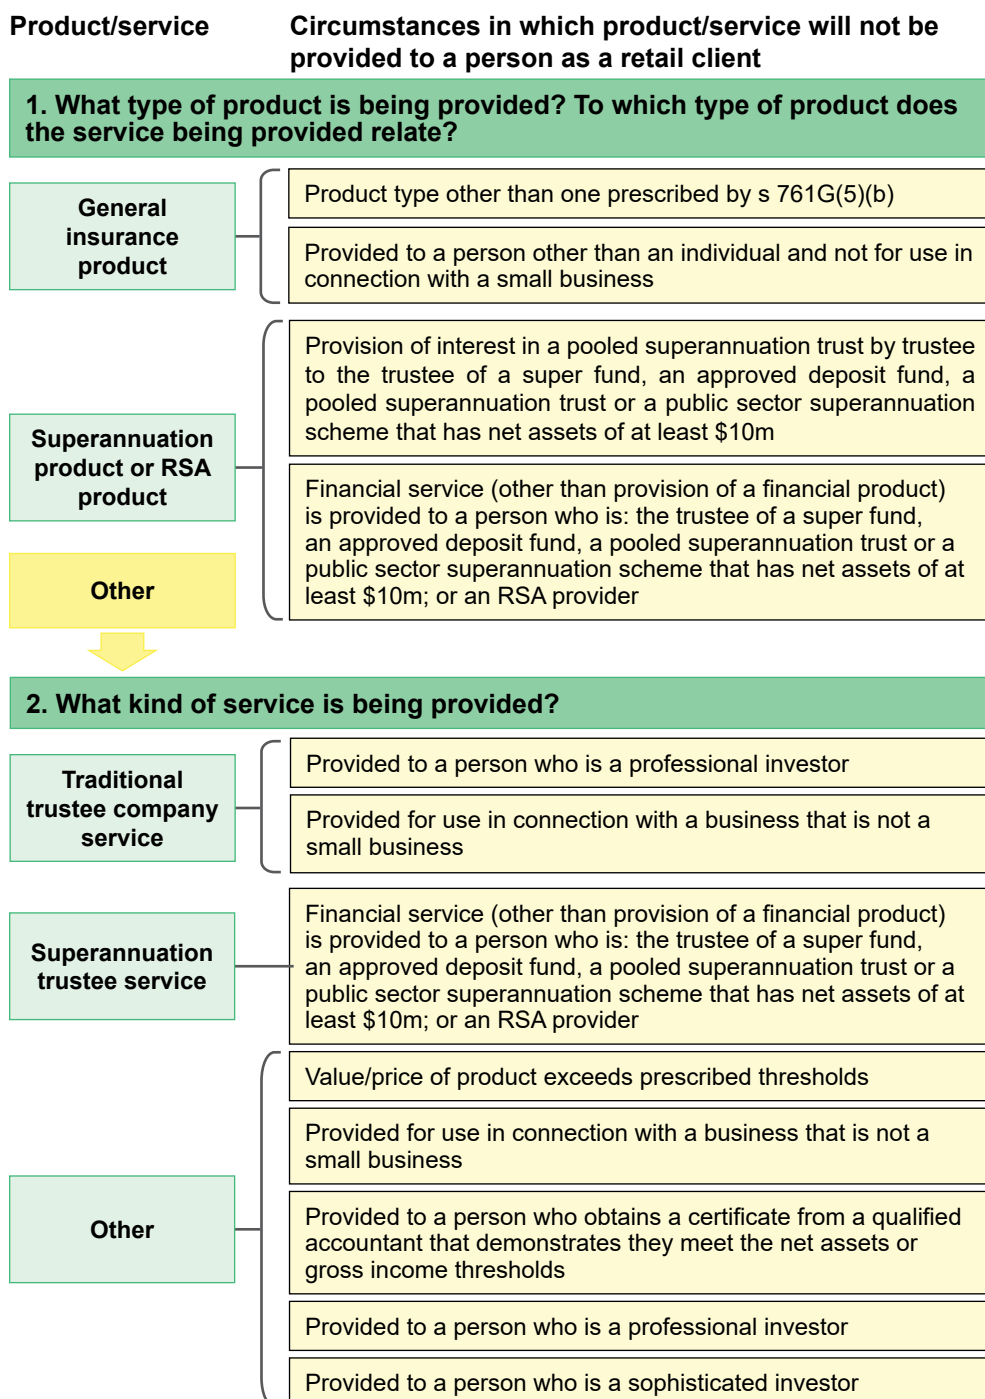 Product/service
Circumstances in which product/service will not be
provided to a person as a retail client
1. What type of product is being provided? To which type of product does
the service being provided relate?
General
insurance
product
Product type other than one prescribed by s 761G(5)(b)
Provided to a person other than an individual and not for use in
connection with a small business
Superannuation
product or RSA
product
Provision of interest in a pooled superannuation trust by trustee
to the trustee of a super fund, an approved deposit fund, a
pooled superannuation trust or a public sector superannuation
scheme that has net assets of at least $10m
Financial service (other than provision of a financial product)
is provided to a person who is: the trustee of a super fund,
an approved deposit fund, a pooled superannuation trust or a
public sector superannuation scheme that has net assets of at
least $10m; or an RSA provider
Other
2. What kind of service is being provided?
Traditional
trustee company
service
Provided to a person who is a professional investor
Provided for use in connection with a business that is not a
small business
Superannuation
trustee service
Financial service (other than provision of a financial product)
is provided to a person who is: the trustee of a super fund,
an approved deposit fund, a pooled superannuation trust or a
public sector superannuation scheme that has net assets of at
least $10m; or an RSA provider
Other
Value/price of product exceeds prescribed thresholds
Provided for use in connection with a business that is not a
small business
Provided to a person who obtains a certificate from a qualified
accountant that demonstrates they meet the net assets or
gross income thresholds
Provided to a person who is a professional investor
Provided to a person who is a sophisticated investor